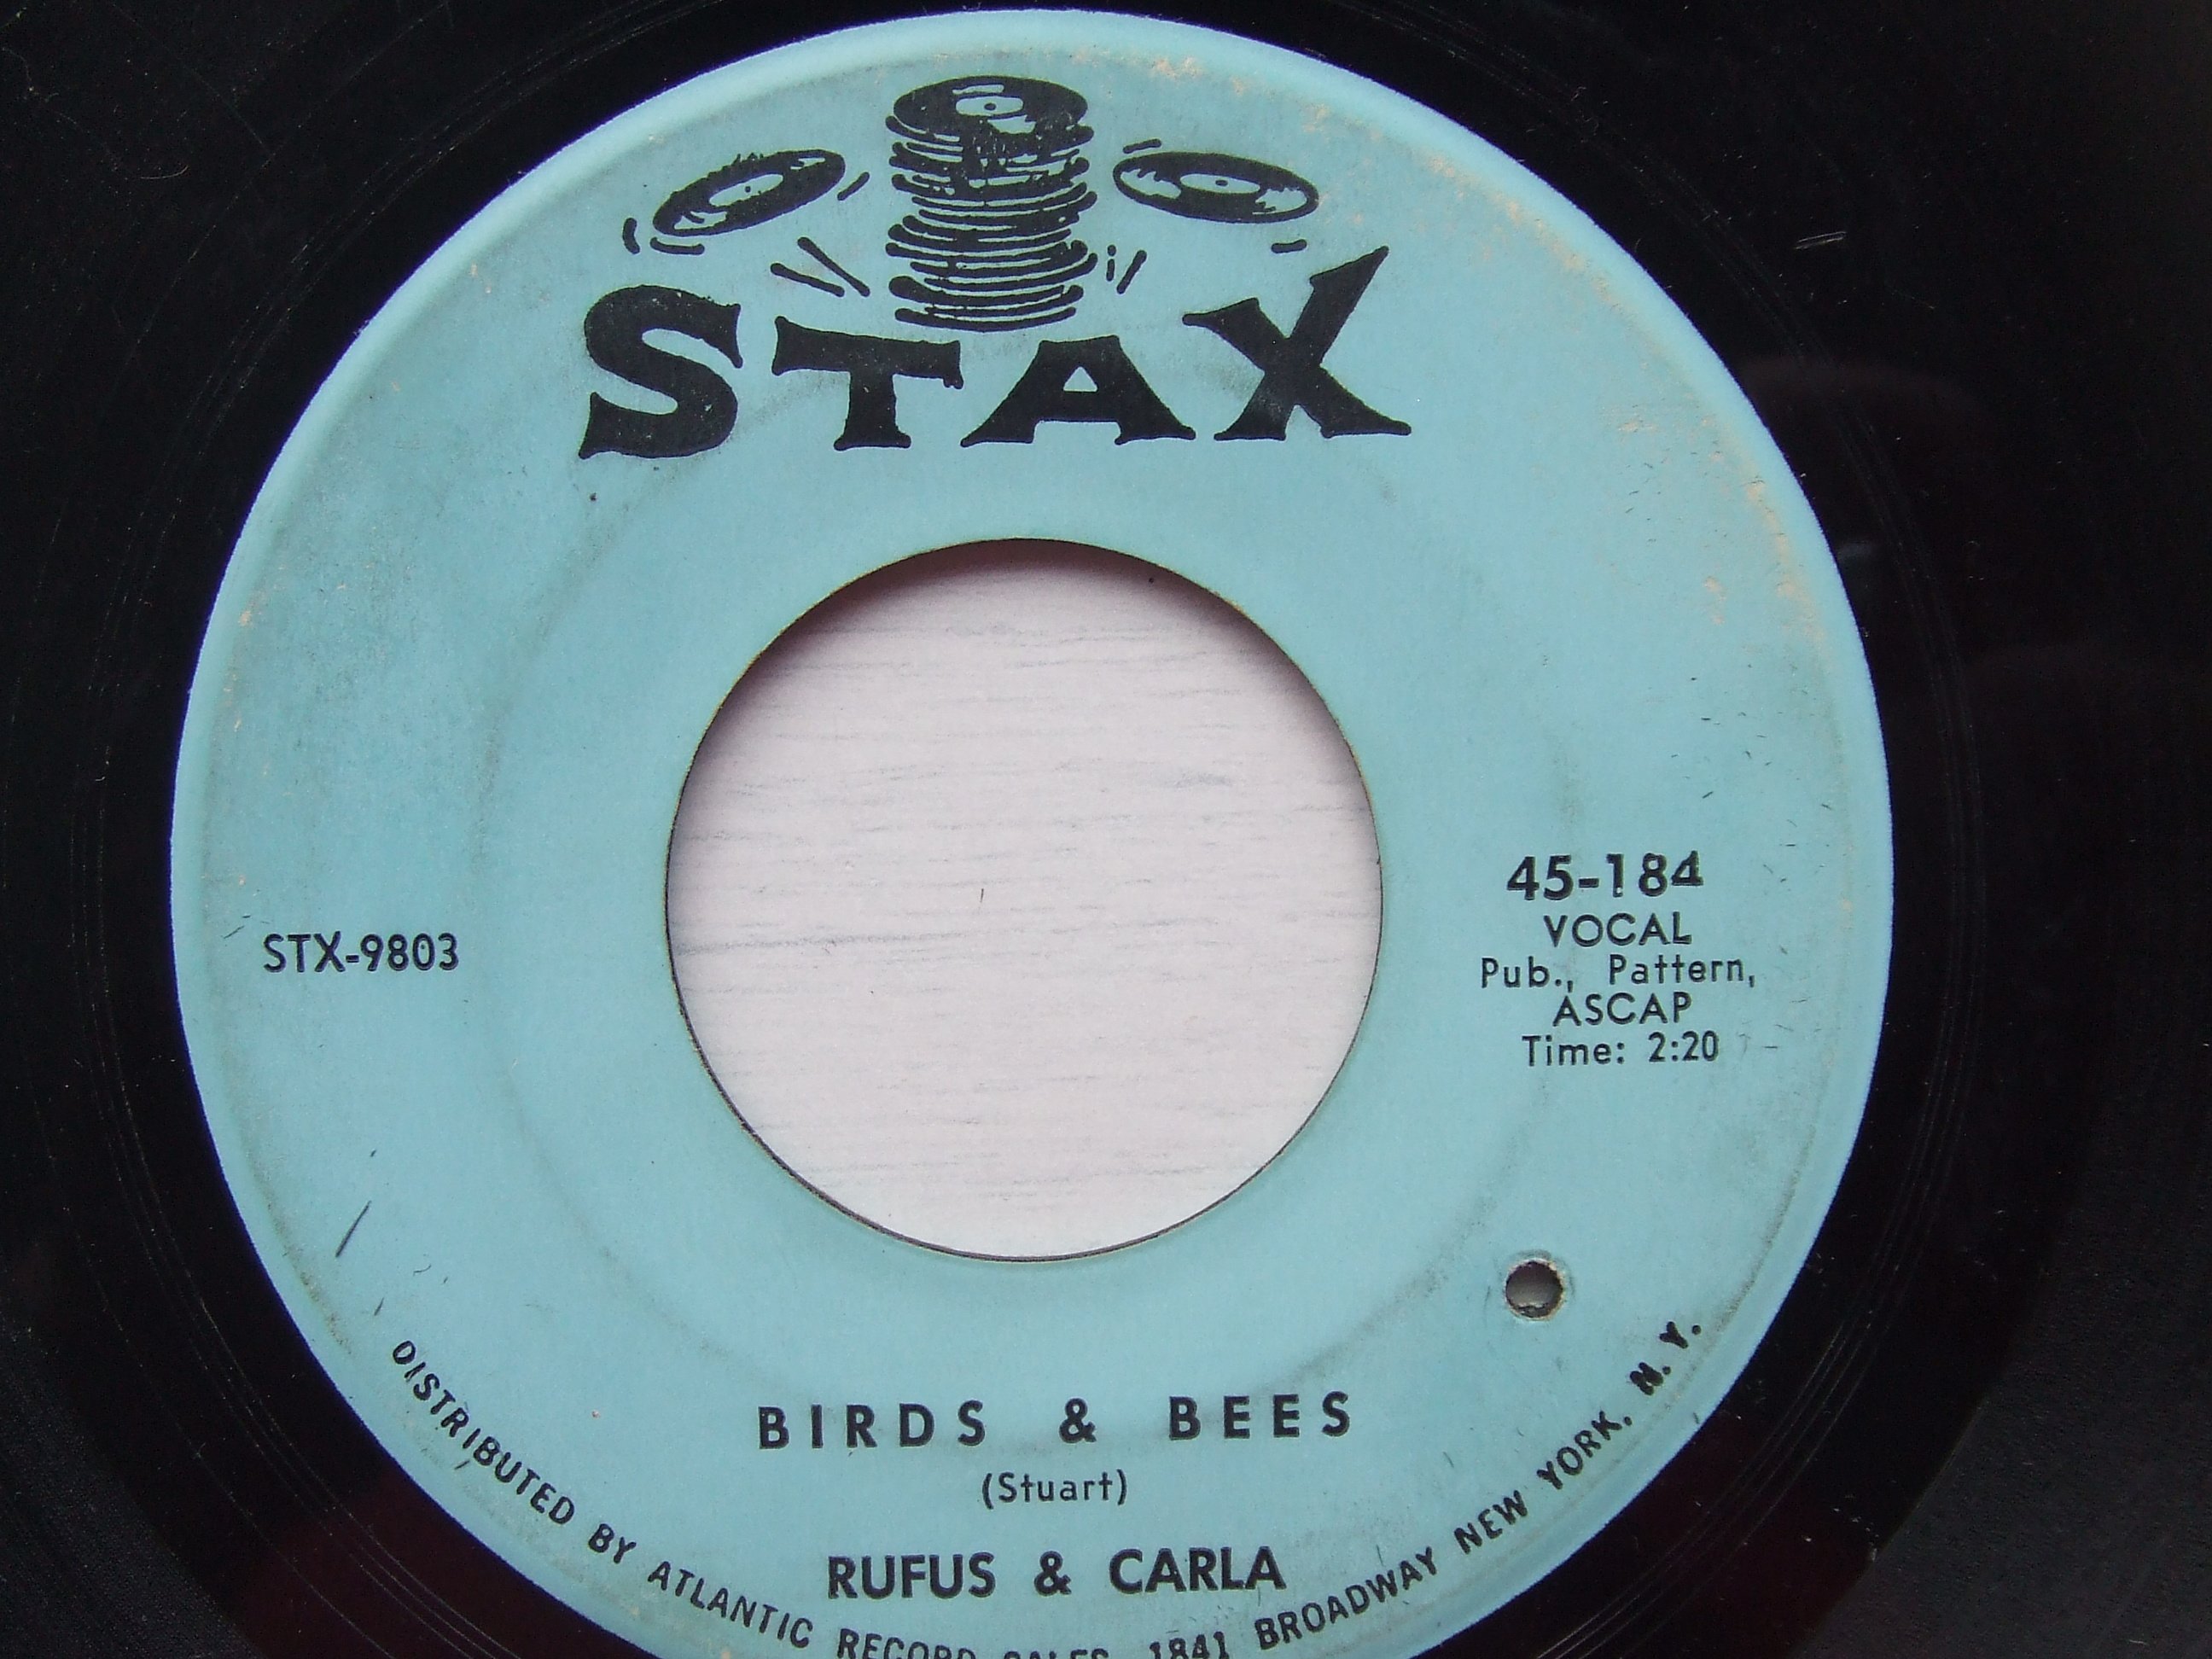 STAX
STX-9803
45-184
VOCAL
Pub., Pattern,
ASCAP
Time: 2:20
BIRDS & BEES
(Stuart)
RUFUS & CARLA
DISTRIBUTED BY ATLANTIC RECORD SALES, 1841 BROADWAY NEW YORK, N. Y.